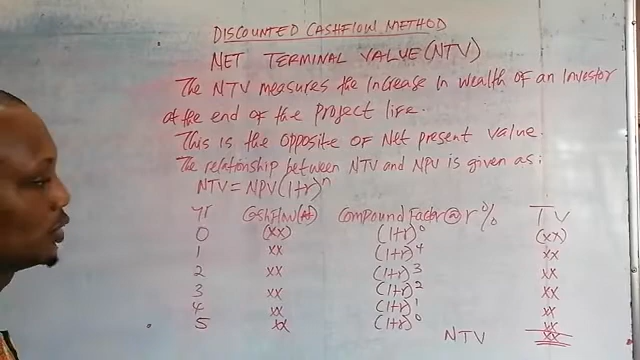 DISCOUNTED CASHFLOW METHOD
NET TERMINAL VALUE (NTV)
The NTV measures the Increase in Wealth of an Investor
at the end of the Project life.
This is the opposite of Net present value.
The relationship between NTV and NPV is given as:
NTV = NPV(1+r)^n
Yr Cashflow(#) Compound Factor@ r% TV
0 (xx) (1+r)^0 (xx)
1 xx (1+r)^4 xx
2 xx (1+r)^3 xx
3 xx (1+r)^2 xx
4 xx (1+r)^1 xx
5 xx (1+r)^0 xx
NTV xx